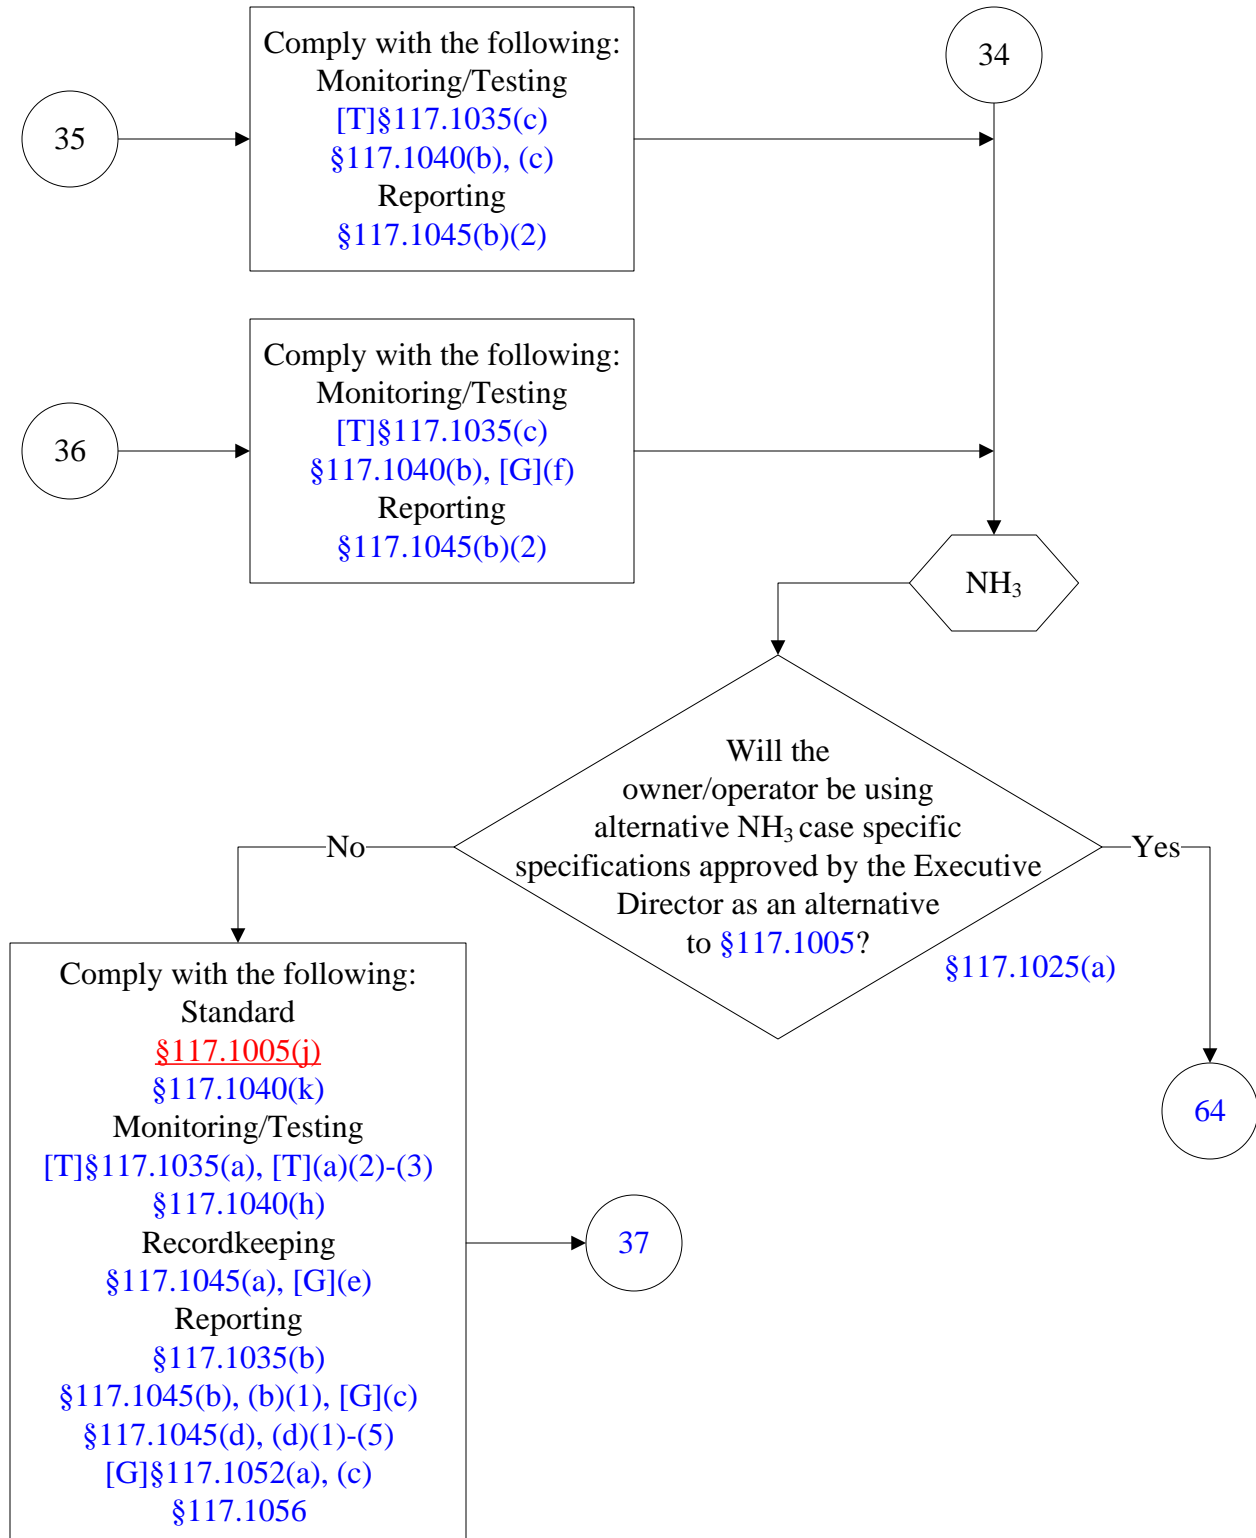 35
Comply with the following:
Monitoring/Testing
[T]§117.1035(c)
§117.1040(b), (c)
Reporting
§117.1045(b)(2)
34
36
Comply with the following:
Monitoring/Testing
[T]§117.1035(c)
§117.1040(b), [G](f)
Reporting
§117.1045(b)(2)
NH₃
Will the
owner/operator be using
alternative NH₃ case specific
specifications approved by the Executive
Director as an alternative
to §117.1005?
§117.1025(a)
No
Yes
64
Comply with the following:
Standard
§117.1005(j)
§117.1040(k)
Monitoring/Testing
[T]§117.1035(a), [T](a)(2)-(3)
§117.1040(h)
Recordkeeping
§117.1045(a), [G](e)
Reporting
§117.1035(b)
§117.1045(b), (b)(1), [G](c)
§117.1045(d), (d)(1)-(5)
[G]§117.1052(a), (c)
§117.1056
37